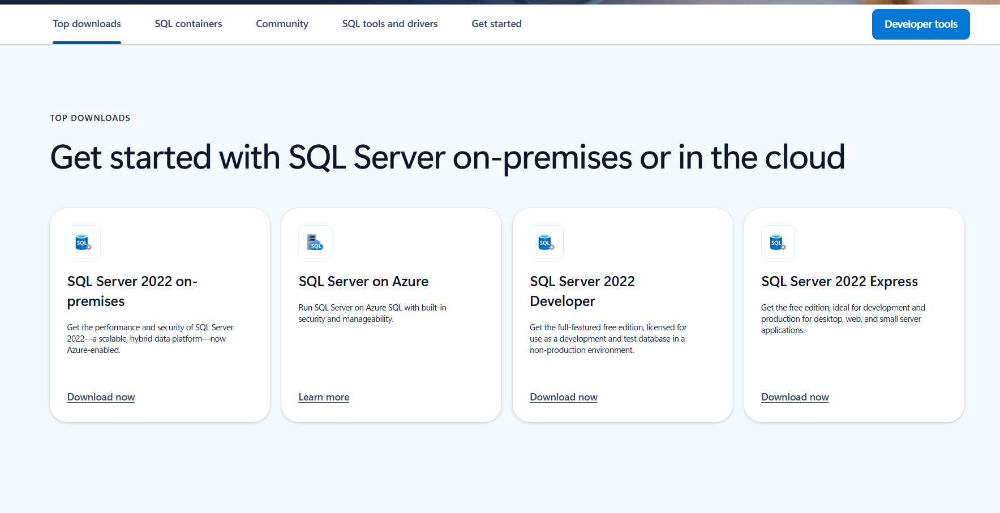 Top downloads
SQL containers
Community
SQL tools and drivers
Get started
Developer tools
TOP DOWNLOADS
Get started with SQL Server on-premises or in the cloud
SQL
SQL Server 2022 on-
premises
Get the performance and security of SQL Server
2022—a scalable, hybrid data platform—now
Azure-enabled.
Download now
SQL
SQL Server on Azure
Run SQL Server on Azure SQL with built-in
security and manageability.
Learn more
SQL
SQL Server 2022
Developer
Get the full-featured free edition, licensed for
use as a development and test database in a
non-production environment.
Download now
SQL
SQL Server 2022 Express
Get the free edition, ideal for development and
production for desktop, web, and small server
applications.
Download now